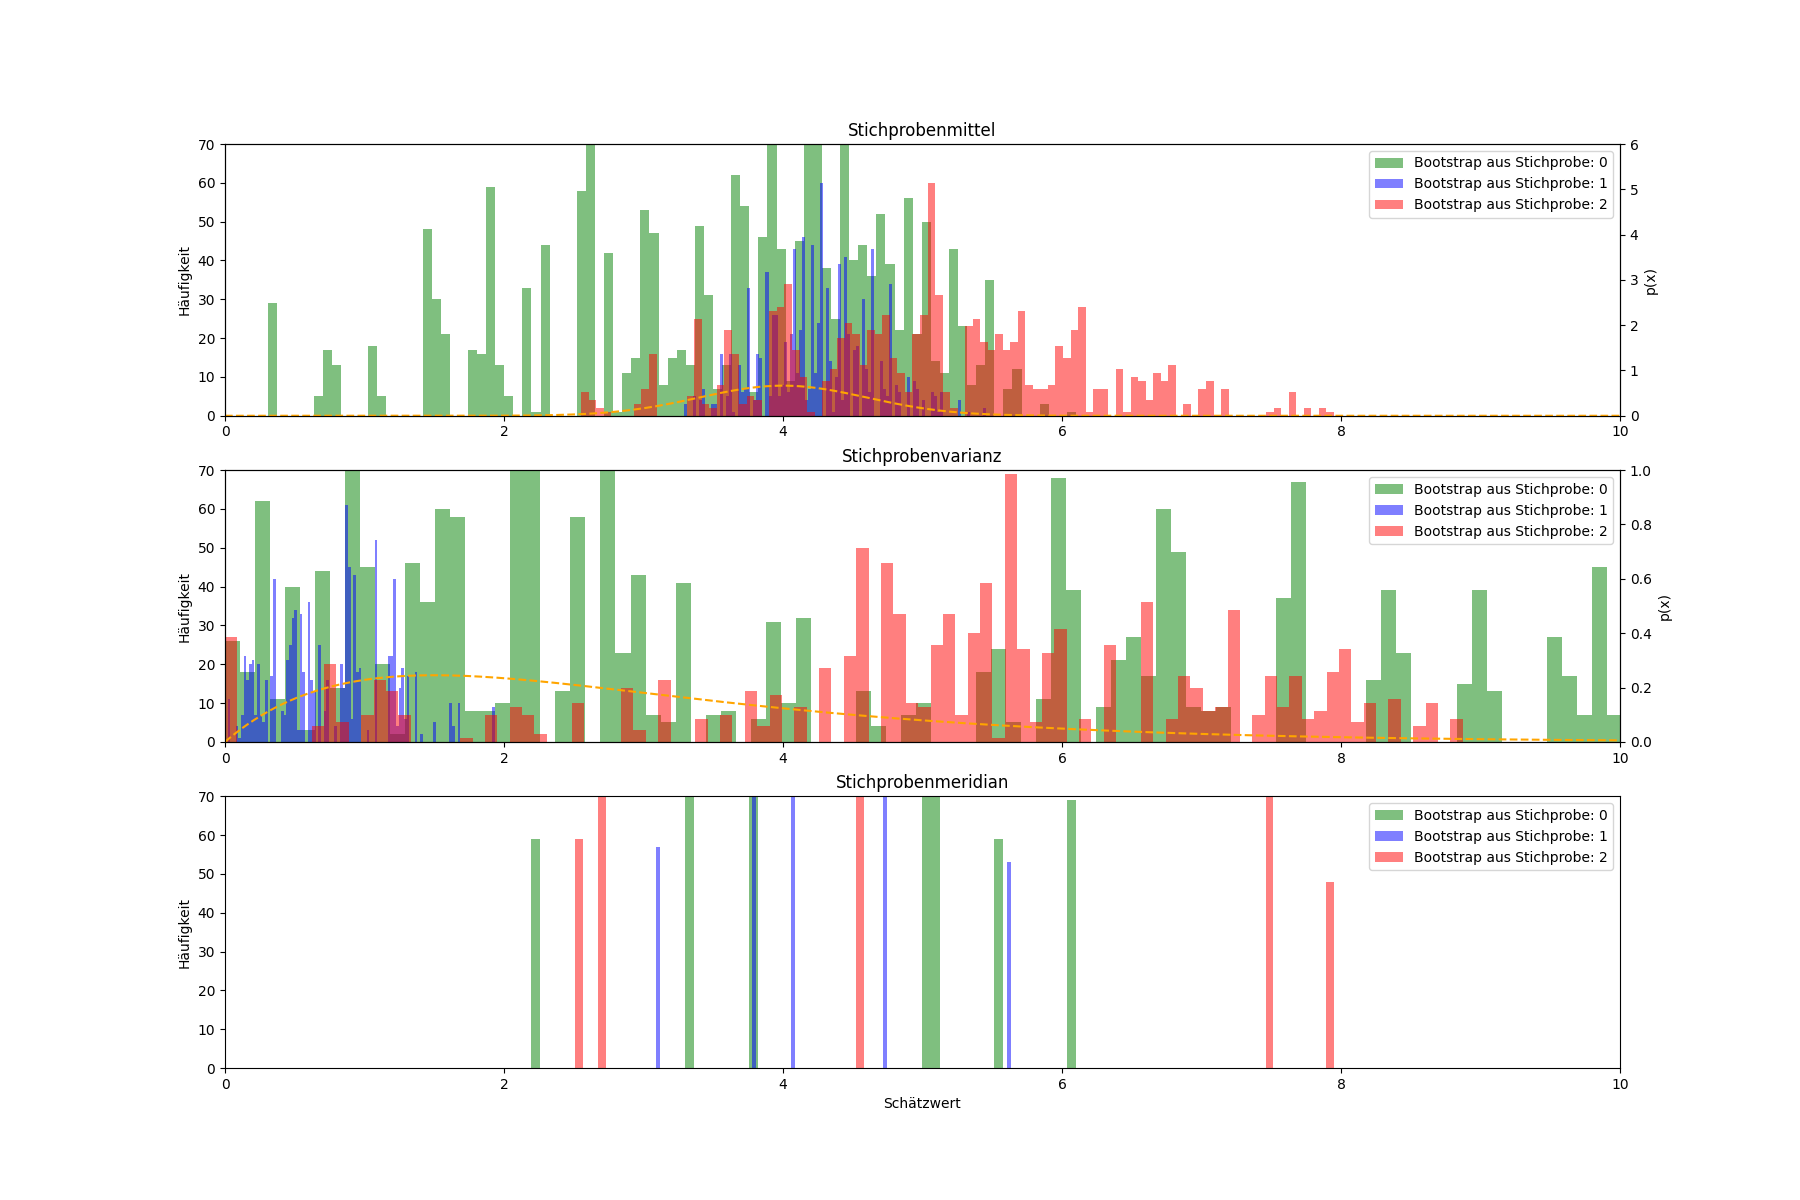 Stichprobenmittel
70
60
50
40
30
20
10
0
Häufigkeit
0 2 4 6 8 10
6
5
4
3
2
1
0
p(x)
Bootstrap aus Stichprobe: 0
Bootstrap aus Stichprobe: 1
Bootstrap aus Stichprobe: 2
Stichprobenvarianz
70
60
50
40
30
20
10
0
Häufigkeit
0 2 4 6 8 10
1.0
0.8
0.6
0.4
0.2
0.0
p(x)
Bootstrap aus Stichprobe: 0
Bootstrap aus Stichprobe: 1
Bootstrap aus Stichprobe: 2
Stichprobenmeridian
70
60
50
40
30
20
10
0
Häufigkeit
0 2 4 6 8 10
Bootstrap aus Stichprobe: 0
Bootstrap aus Stichprobe: 1
Bootstrap aus Stichprobe: 2
Schätzwert